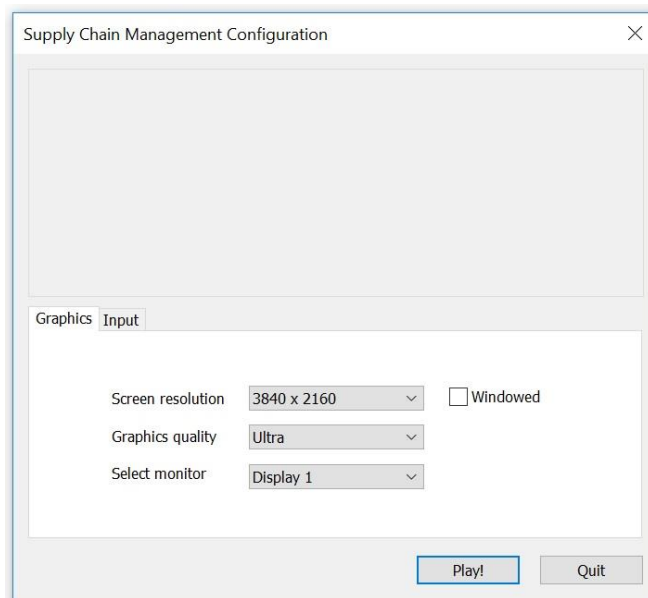 Supply Chain Management Configuration
Graphics Input
Screen resolution 3840 x 2160 Windowed
Graphics quality Ultra
Select monitor Display 1
Play! Quit